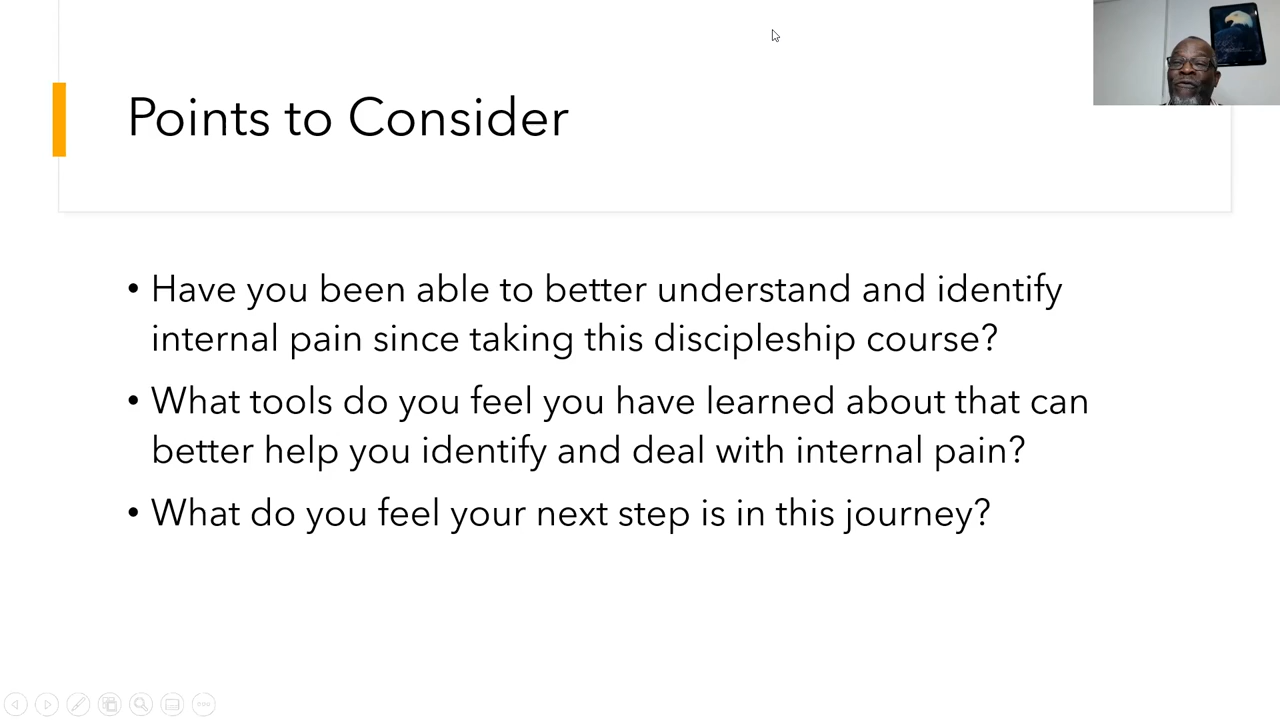 Points to Consider
• Have you been able to better understand and identify
internal pain since taking this discipleship course?
• What tools do you feel you have learned about that can
better help you identify and deal with internal pain?
• What do you feel your next step is in this journey?